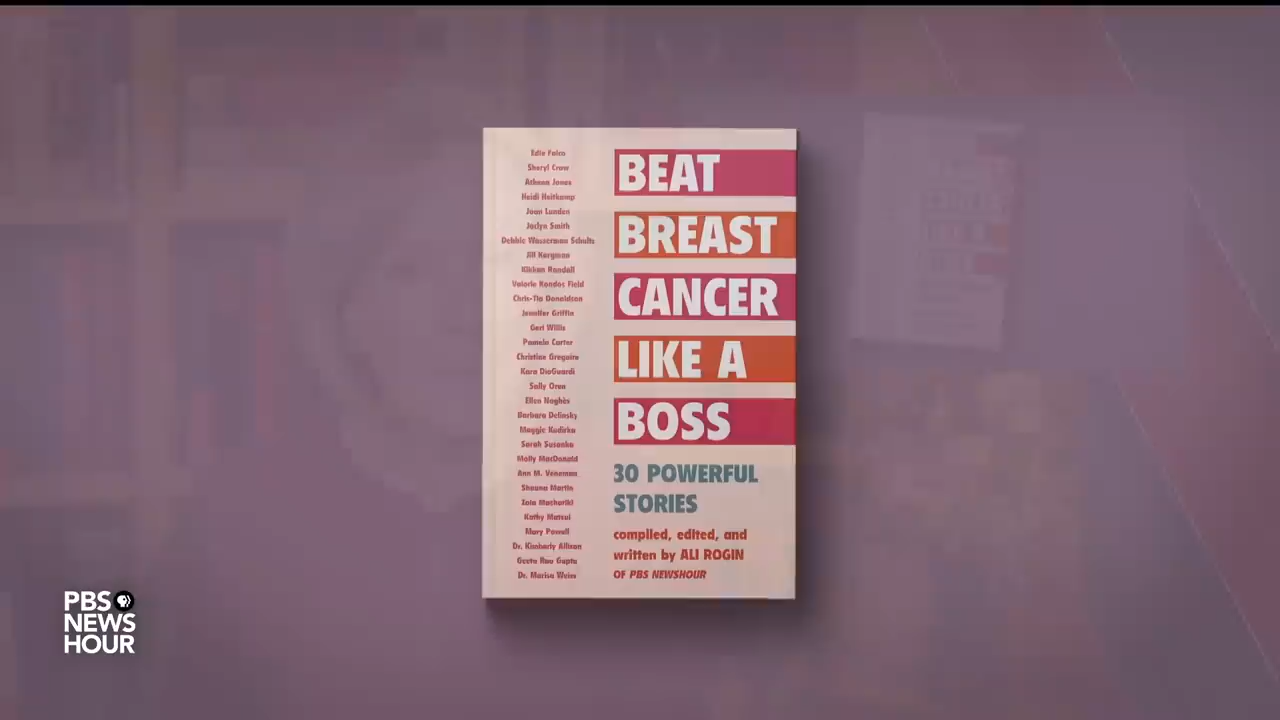 Edie Falco
Sheryl Crow
Athena Jones
Heidi Heitkamp
Joan Lunden
Jaclyn Smith
Debbie Wasserman Schultz
Jill Kargman
Kikkan Randall
Valorie Kondos Field
Chris-Tia Donaldson
Jennifer Griffin
Geri Willis
Pamela Carter
Christine Gregoire
Kara DioGuardi
Sally Oren
Ellen Noghès
Barbara Delinsky
Maggie Kudirka
Sarah Susanka
Molly MacDonald
Ann M. Veneman
Shauna Martin
Zola Mashariki
Kathy Matsui
Mary Powell
Dr. Kimberly Allison
Geeta Rao Gupta
Dr. Marisa Weiss
BEAT
BREAST
CANCER
LIKE A
BOSS
30 POWERFUL
STORIES
compiled, edited, and
written by ALI ROGIN
OF PBS NEWSHOUR
PBS
NEWS
HOUR